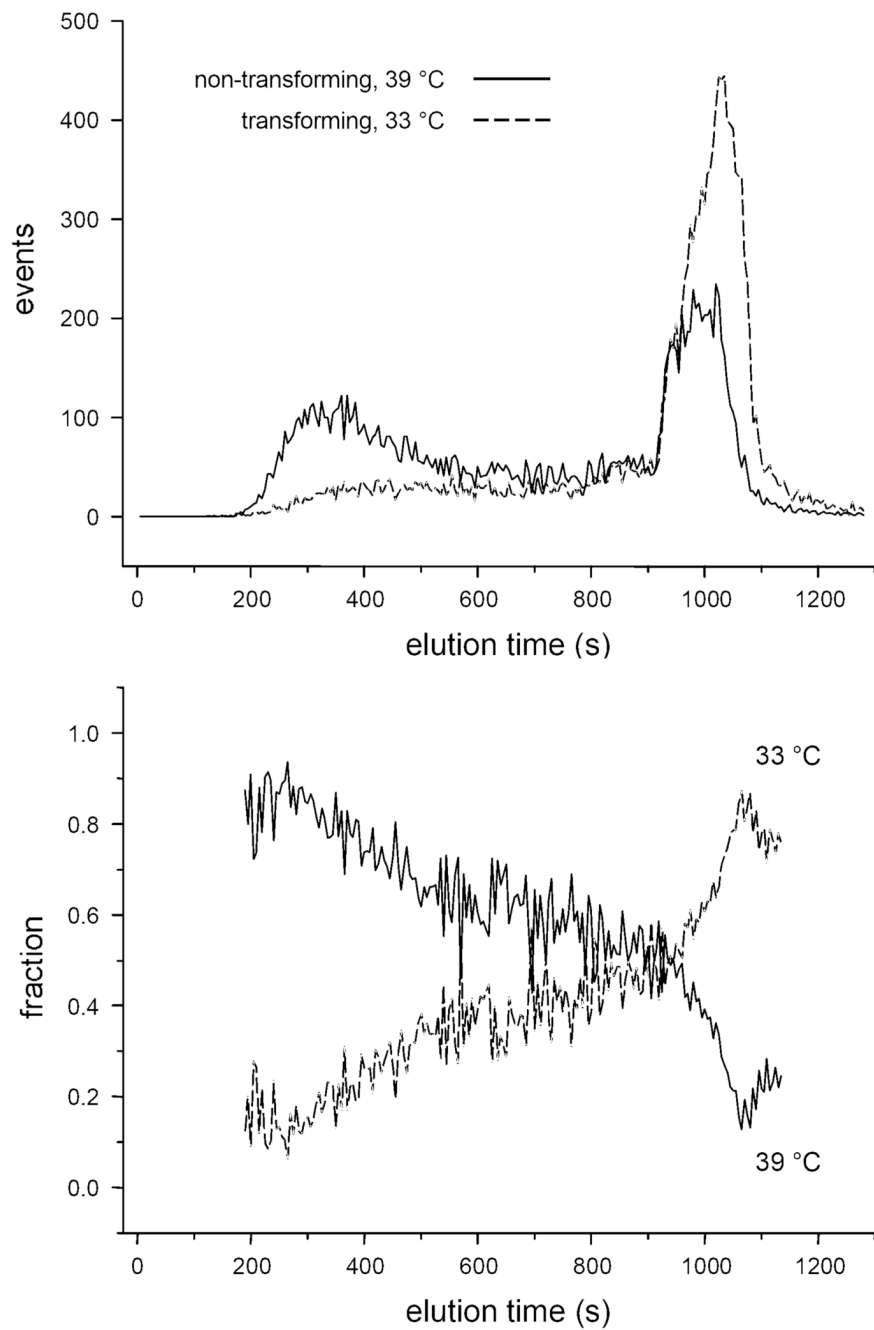 500
non-transforming, 39 °C
transforming, 33 °C
400
300
200
100
0
events
0 200 400 600 800 1000 1200
elution time (s)
1.0
33 °C
0.8
0.6
0.4
0.2
39 °C
0.0
fraction
0 200 400 600 800 1000 1200
elution time (s)